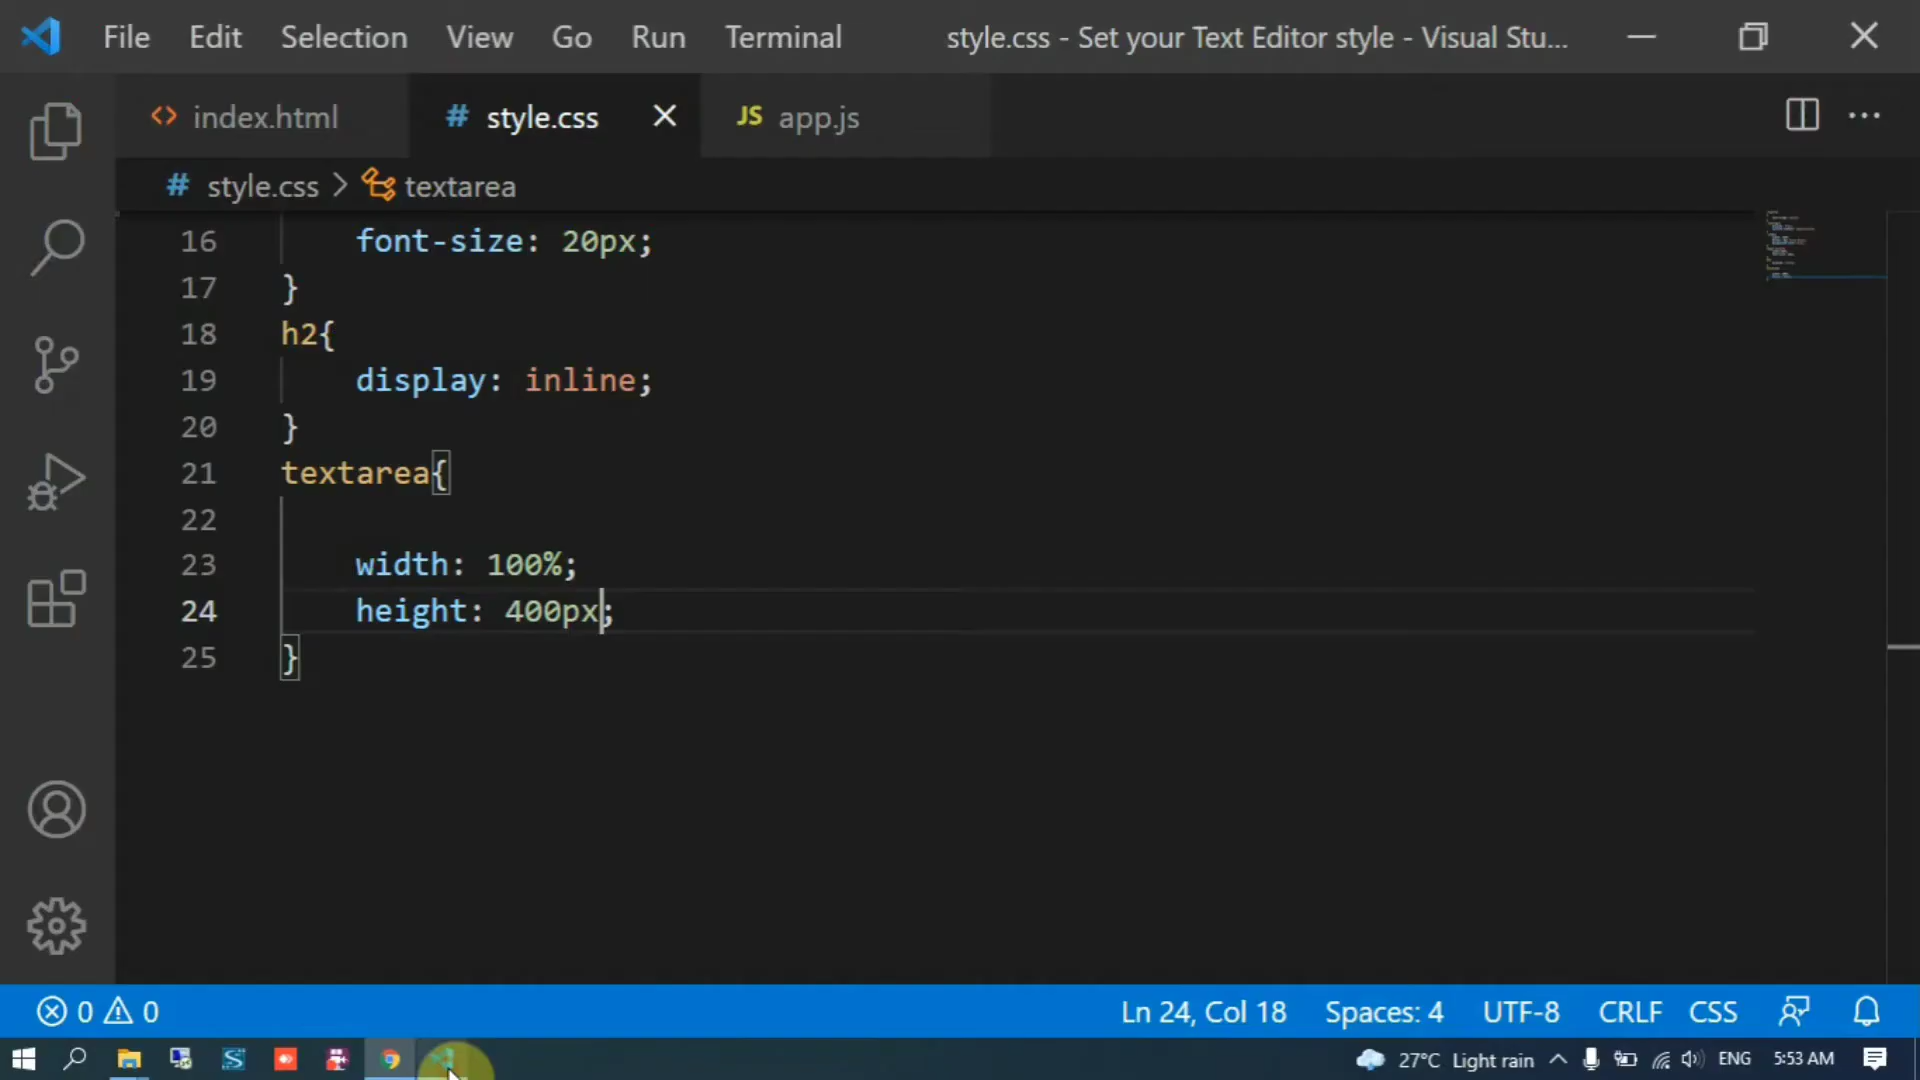 File Edit Selection View Go Run Terminal style.css - Set your Text Editor style - Visual Stu...
<> index.html # style.css JS app.js
# style.css > textarea
16 font-size: 20px;
17 }
18 h2{
19 display: inline;
20 }
21 textarea{
22
23 width: 100%;
24 height: 400px;
25 }
0 0 Ln 24, Col 18 Spaces: 4 UTF-8 CRLF CSS
27°C Light rain ENG 5:53 AM